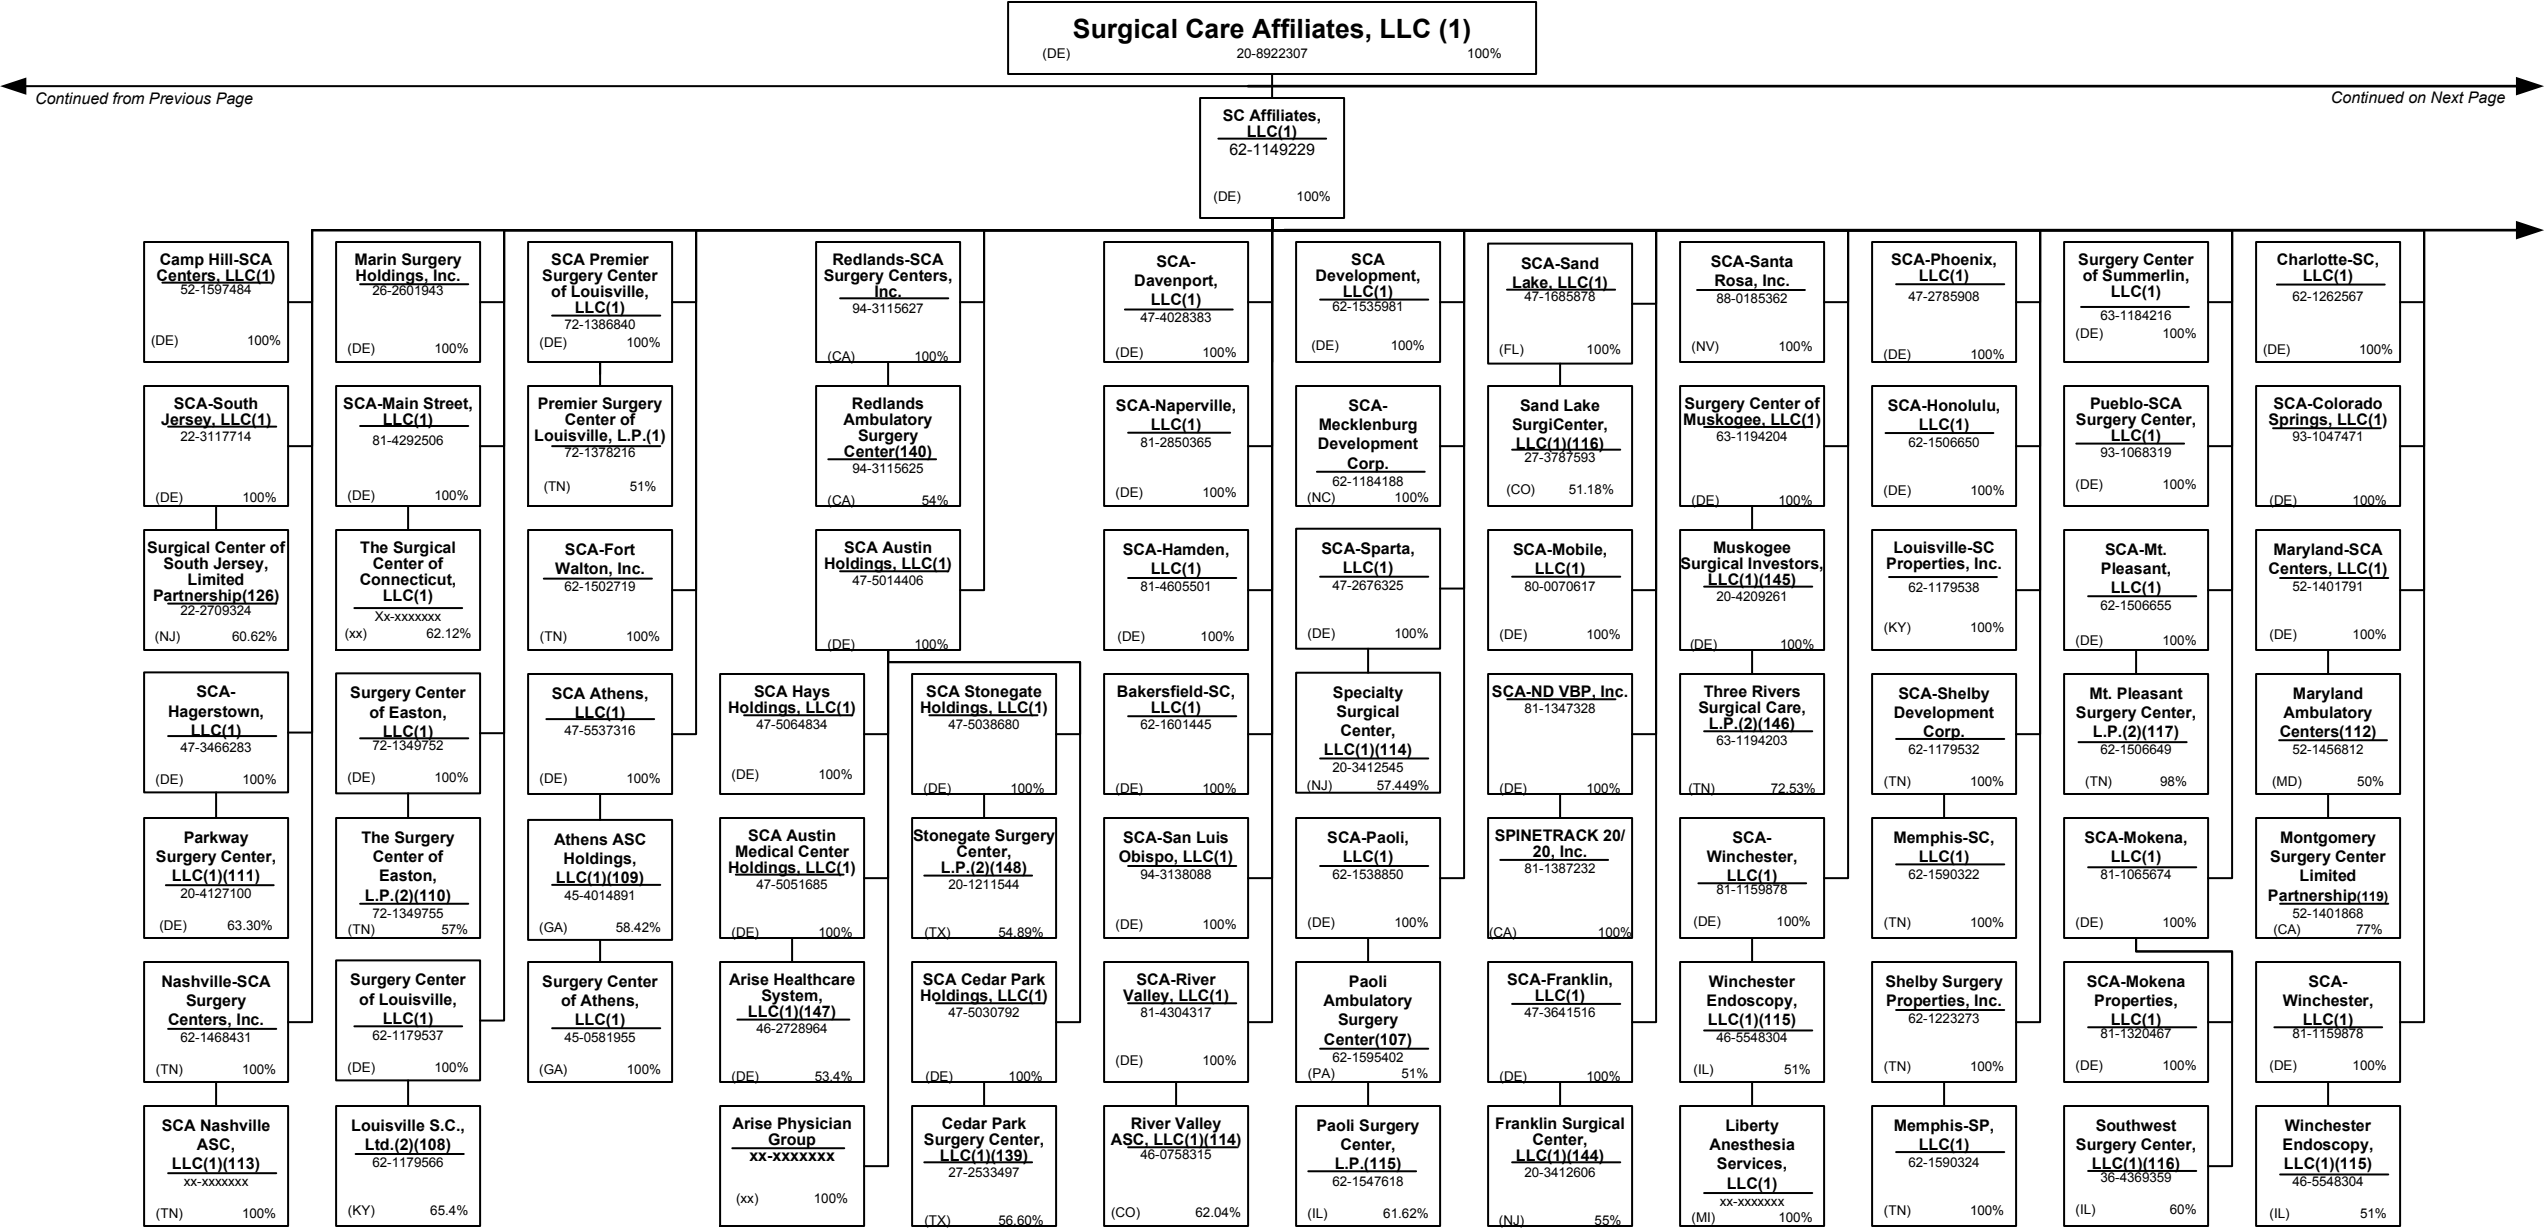 Surgical Care Affiliates, LLC (1)
(DE) 20-8922307 100%
Continued from Previous Page
Continued on Next Page
SC Affiliates,
LLC(1)
62-1149229
(DE) 100%
Camp Hill-SCA
Centers, LLC(1)
52-1597484
(DE) 100%
Marin Surgery
Holdings, Inc.
26-2601943
(DE) 100%
SCA Premier
Surgery Center
of Louisville,
LLC(1)
72-1386840
(DE) 100%
Redlands-SCA
Surgery Centers,
Inc.
94-3115627
(CA) 100%
SCA-
Davenport,
LLC(1)
47-4028383
(DE) 100%
SCA
Development,
LLC(1)
62-1535981
(DE) 100%
SCA-Sand
Lake, LLC(1)
47-1685878
(FL) 100%
SCA-Santa
Rosa, Inc.
88-0185362
(NV) 100%
SCA-Phoenix,
LLC(1)
47-2785908
(DE) 100%
Surgery Center
of Summerlin,
LLC(1)
63-1184216
(DE) 100%
Charlotte-SC,
LLC(1)
62-1262567
(DE) 100%
SCA-South
Jersey, LLC(1)
22-3117714
(DE) 100%
SCA-Main Street,
LLC(1)
81-4292506
(DE) 100%
Premier Surgery
Center of
Louisville, L.P.(1)
72-1378216
(TN) 51%
Redlands
Ambulatory
Surgery
Center(140)
94-3115625
(CA) 54%
SCA-Naperville,
LLC(1)
81-2850365
(DE) 100%
SCA-
Mecklenburg
Development
Corp.
62-1184188
(NC) 100%
Sand Lake
SurgiCenter,
LLC(1)(116)
27-3787593
(CO) 51.18%
Surgery Center of
Muskogee, LLC(1)
63-1194204
(DE) 100%
SCA-Honolulu,
LLC(1)
62-1506650
(DE) 100%
Pueblo-SCA
Surgery Center,
LLC(1)
93-1068319
(DE) 100%
SCA-Colorado
Springs, LLC(1)
93-1047471
(DE) 100%
Surgical Center of
South Jersey,
Limited
Partnership(126)
22-2709324
(NJ) 60.62%
The Surgical
Center of
Connecticut,
LLC(1)
Xx-xxxxxxx
(xx) 62.12%
SCA-Fort
Walton, Inc.
62-1502719
(TN) 100%
SCA Austin
Holdings, LLC(1)
47-5014406
(DE) 100%
SCA-Hamden,
LLC(1)
81-4605501
(DE) 100%
SCA-Sparta,
LLC(1)
47-2676325
(DE) 100%
SCA-Mobile,
LLC(1)
80-0070617
(DE) 100%
Muskogee
Surgical Investors,
LLC(1)(145)
20-4209261
(DE) 100%
Louisville-SC
Properties, Inc.
62-1179538
(KY) 100%
SCA-Mt.
Pleasant,
LLC(1)
62-1506655
(DE) 100%
Maryland-SCA
Centers, LLC(1)
52-1401791
(DE) 100%
SCA-
Hagerstown,
LLC(1)
47-3466283
(DE) 100%
Surgery Center
of Easton,
LLC(1)
72-1349752
(DE) 100%
SCA Athens,
LLC(1)
47-5537316
(DE) 100%
SCA Hays
Holdings, LLC(1)
47-5064834
(DE) 100%
SCA Stonegate
Holdings, LLC(1)
47-5038680
(DE) 100%
Bakersfield-SC,
LLC(1)
62-1601445
(DE) 100%
Specialty
Surgical
Center,
LLC(1)(114)
20-3412545
(NJ) 57.449%
SCA-ND VBP, Inc.
81-1347328
(DE) 100%
Three Rivers
Surgical Care,
L.P.(2)(146)
63-1194203
(TN) 72.53%
SCA-Shelby
Development
Corp.
62-1179532
(TN) 100%
Mt. Pleasant
Surgery Center,
L.P.(2)(117)
62-1506649
(TN) 98%
Maryland
Ambulatory
Centers(112)
52-1456812
(MD) 50%
Parkway
Surgery Center,
LLC(1)(111)
20-4127100
(DE) 63.30%
The Surgery
Center of
Easton,
L.P.(2)(110)
72-1349755
(TN) 57%
Athens ASC
Holdings,
LLC(1)(109)
45-4014891
(GA) 58.42%
SCA Austin
Medical Center
Holdings, LLC(1)
47-5051685
(DE) 100%
Stonegate Surgery
Center,
L.P.(2)(148)
20-1211544
(TX) 54.89%
SCA-San Luis
Obispo, LLC(1)
94-3138088
(DE) 100%
SCA-Paoli,
LLC(1)
62-1538850
(DE) 100%
SPINETRACK 20/
20, Inc.
81-1387232
(CA) 100%
SCA-
Winchester,
LLC(1)
81-1159878
(DE) 100%
Memphis-SC,
LLC(1)
62-1590322
(TN) 100%
SCA-Mokena,
LLC(1)
81-1065674
(DE) 100%
Montgomery
Surgery Center
Limited
Partnership(119)
52-1401868
(CA) 77%
Nashville-SCA
Surgery
Centers, Inc.
62-1468431
(TN) 100%
Surgery Center
of Louisville,
LLC(1)
62-1179537
(DE) 100%
Surgery Center
of Athens,
LLC(1)
45-0581955
(GA) 100%
Arise Healthcare
System,
LLC(1)(147)
46-2728964
(DE) 53.4%
SCA Cedar Park
Holdings, LLC(1)
47-5030792
(DE) 100%
SCA-River
Valley, LLC(1)
81-4304317
(DE) 100%
Paoli
Ambulatory
Surgery
Center(107)
62-1595402
(PA) 51%
SCA-Franklin,
LLC(1)
47-3641516
(DE) 100%
Winchester
Endoscopy,
LLC(1)(115)
46-5548304
(IL) 51%
Shelby Surgery
Properties, Inc.
62-1223273
(TN) 100%
SCA-Mokena
Properties,
LLC(1)
81-1320467
(DE) 100%
SCA-
Winchester,
LLC(1)
81-1159878
(DE) 100%
SCA Nashville
ASC,
LLC(1)(113)
xx-xxxxxxx
(TN) 100%
Louisville S.C.,
Ltd.(2)(108)
62-1179566
(KY) 65.4%
Arise Physician
Group
xx-xxxxxxx
(xx) 100%
Cedar Park
Surgery Center,
LLC(1)(139)
27-2533497
(TX) 56.60%
River Valley
ASC, LLC(1)(114)
46-0758315
(CO) 62.04%
Paoli Surgery
Center,
L.P.(115)
62-1547618
(IL) 61.62%
Franklin Surgical
Center,
LLC(1)(144)
20-3412606
(NJ) 55%
Liberty
Anesthesia
Services,
LLC(1)
xx-xxxxxxx
(MI) 100%
Memphis-SP,
LLC(1)
62-1590324
(TN) 100%
Southwest
Surgery Center,
LLC(1)(116)
36-4369359
(IL) 60%
Winchester
Endoscopy,
LLC(1)(115)
46-5548304
(IL) 51%